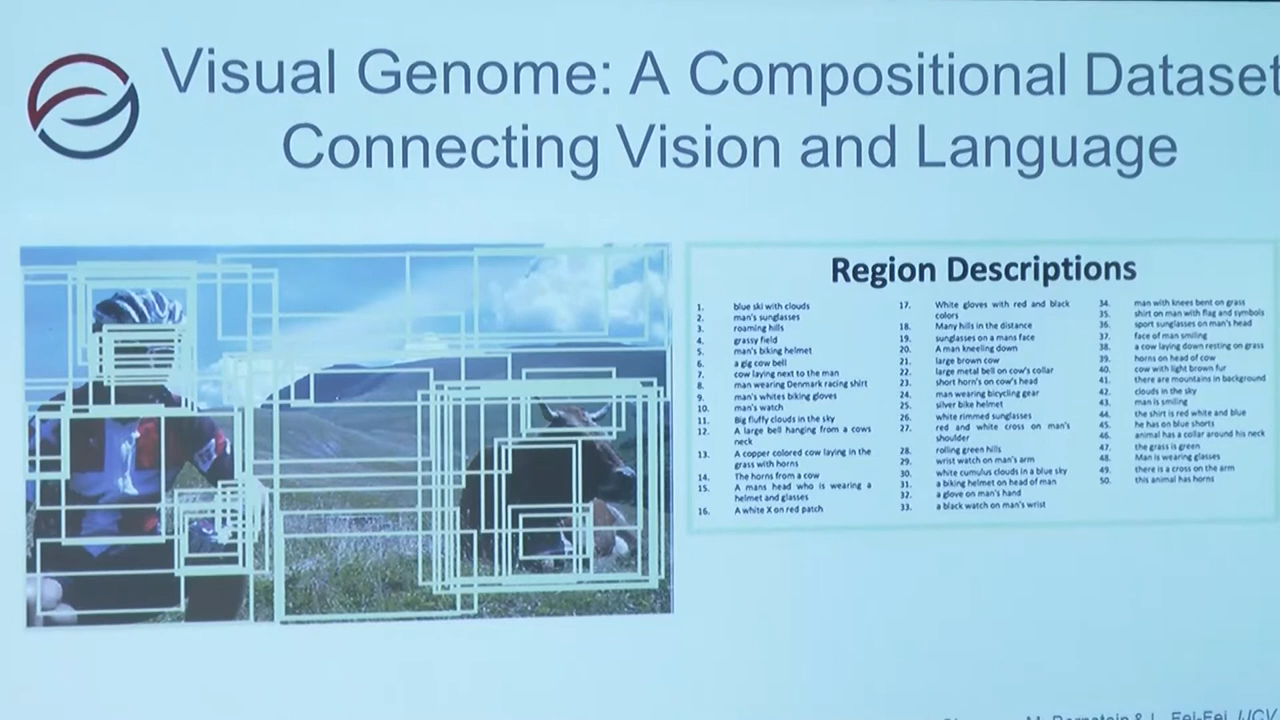 Visual Genome: A Compositional Dataset
Connecting Vision and Language
Region Descriptions
1. blue ski with clouds
2. man's sunglasses
3. roaming hills
4. grassy field
5. man's biking helmet
6. a gig cow bell
7. cow laying next to the man
8. man wearing Denmark racing shirt
9. man's whites biking gloves
10. man's watch
11. Big fluffy clouds in the sky
12. A large bell hanging from a cows
neck
13. A copper colored cow laying in the
grass with horns
14. The horns from a cow
15. A mans head who is wearing a
helmet and glasses
16. A white X on red patch
17. White gloves with red and black
colors
18. Many hills in the distance
19. sunglasses on a mans face
20. A man kneeling down
21. large brown cow
22. large metal bell on cow's collar
23. short horn's on cow's head
24. man wearing bicycling gear
25. silver bike helmet
26. white rimmed sunglasses
27. red and white cross on man's
shoulder
28. rolling green hills
29. wrist watch on man's arm
30. white cumulus clouds in a blue sky
31. a biking helmet on head of man
32. a glove on man's hand
33. a black watch on man's wrist
34. man with knees bent on grass
35. shirt on man with flag and symbols
36. sport sunglasses on man's head
37. face of man smiling
38. a cow laying down resting on grass
39. horns on head of cow
40. cow with light brown fur
41. there are mountains in background
42. clouds in the sky
43. man is smiling
44. the shirt is red white and blue
45. he has on blue shorts
46. animal has a collar around his neck
47. the grass is green
48. Man is wearing glasses
49. there is a cross on the arm
50. this animal has horns
M. Bernstein & L. Fei-Fei, IJCV